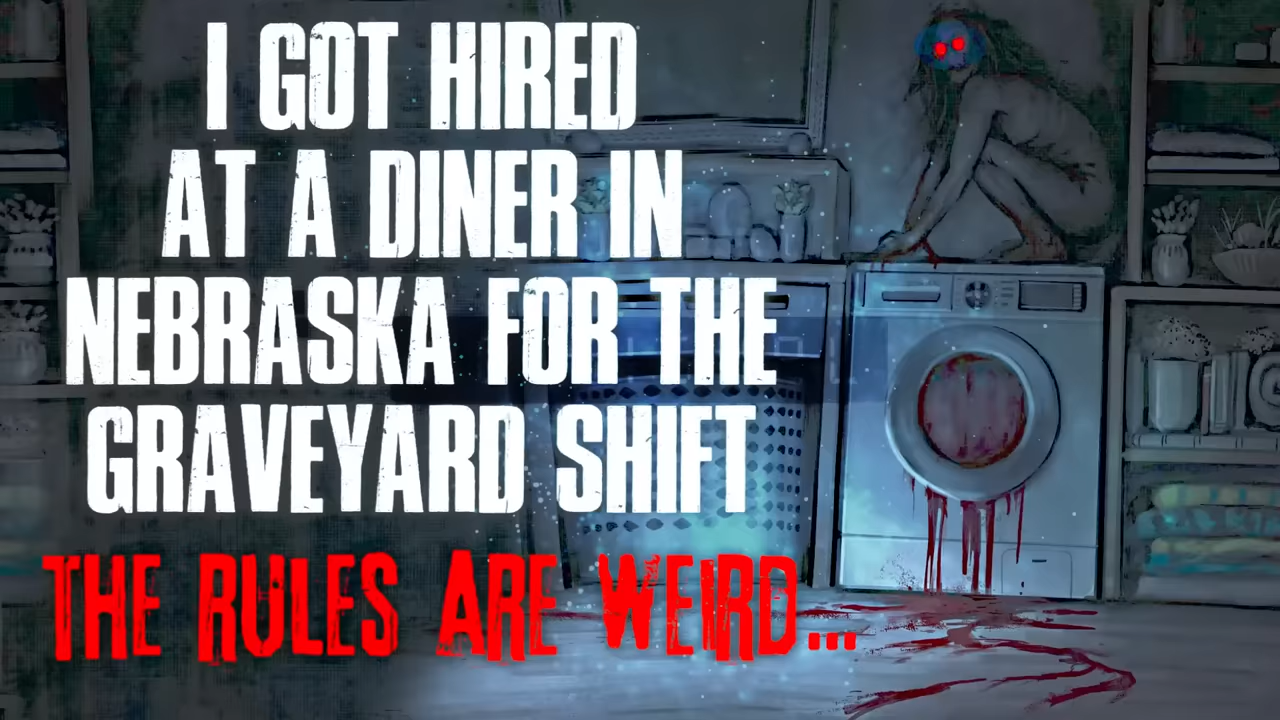 I GOT HIRED
AT A DINER IN
NEBRASKA FOR THE
GRAVEYARD SHIFT
THE RULES ARE WEIRD...